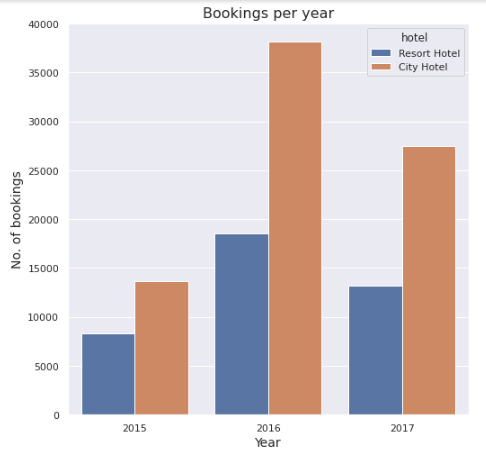 Bookings per year
hotel
Resort Hotel
City Hotel
No. of bookings
40000
35000
30000
25000
20000
15000
10000
5000
0
2015 2016 2017
Year